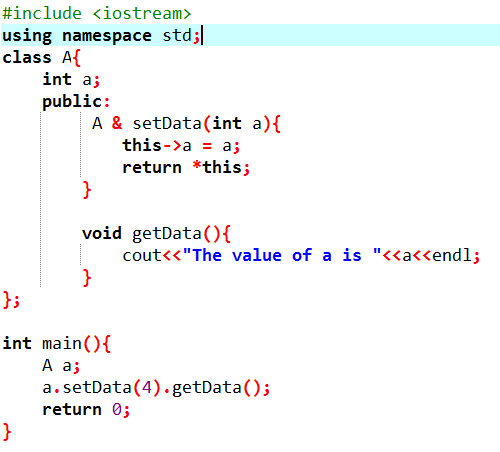 #include <iostream>
using namespace std;
class A{
    int a;
    public:
         A & setData(int a){
            this->a = a;
            return *this;
        }

        void getData(){
            cout<<"The value of a is "<<a<<endl;
        }
};

int main(){
    A a;
    a.setData(4).getData();
    return 0;
}